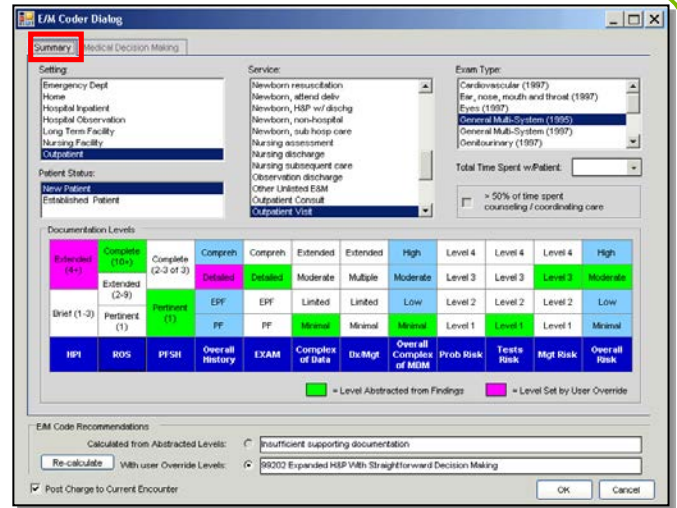 E/M Coder Dialog
Summary Medical Decision Making
Setting:
Emergency Dept
Home
Hospital Inpatient
Hospital Observation
Long Term Facility
Nursing Facility
Outpatient
Patient Status:
New Patient
Established Patient
Service:
Newborn resuscitation
Newborn, attend deliv
Newborn, H&P w/ dischg
Newborn, non-hospital
Newborn, sub hosp care
Nursing assessment
Nursing discharge
Nursing subsequent care
Observation discharge
Other Unlisted E&M
Outpatient Consult
Outpatient Visit
Exam Type:
Cardiovascular (1997)
Ear, nose, mouth and throat (1997)
Eyes (1997)
General Multi-System (1995)
General Multi-System (1997)
Genitourinary (1997)
Total Time Spent w/Patient:
> 50% of time spent
counseling / coordinating care
Documentation Levels
Extended (4+)
Brief (1-3)
HPI
Complete (10+)
Extended (2-9)
Pertinent (1)
ROS
Complete (2-3 of 3)
Pertinent (1)
PFSH
Compreh
Detailed
EPF
PF
Overall History
Compreh
Detailed
EPF
PF
EXAM
Extended
Moderate
Limited
Minimal
Complex of Data
Extended
Multiple
Limited
Minimal
Dx/Mgt
High
Moderate
Low
Minimal
Overall Complex of MDM
Level 4
Level 3
Level 2
Level 1
Prob Risk
Level 4
Level 3
Level 2
Level 1
Tests Risk
Level 4
Level 3
Level 2
Level 1
Mgt Risk
High
Moderate
Low
Minimal
Overall Risk
= Level Abstracted from Findings = Level Set by User Override
E/M Code Recommendations
Calculated from Abstracted Levels: Insufficient supporting documentation
Re-calculate With user Override Levels: 99202 Expanded H&P With Straightforward Decision Making
Post Charge to Current Encounter OK Cancel